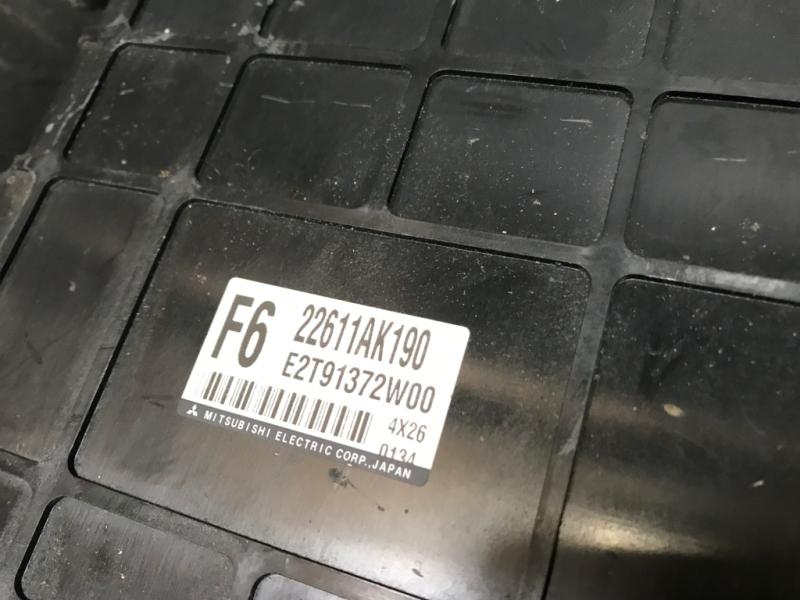 F6 22611AK190
E2T91372W00
4X26
0134
MITSUBISHI ELECTRIC CORP., JAPAN